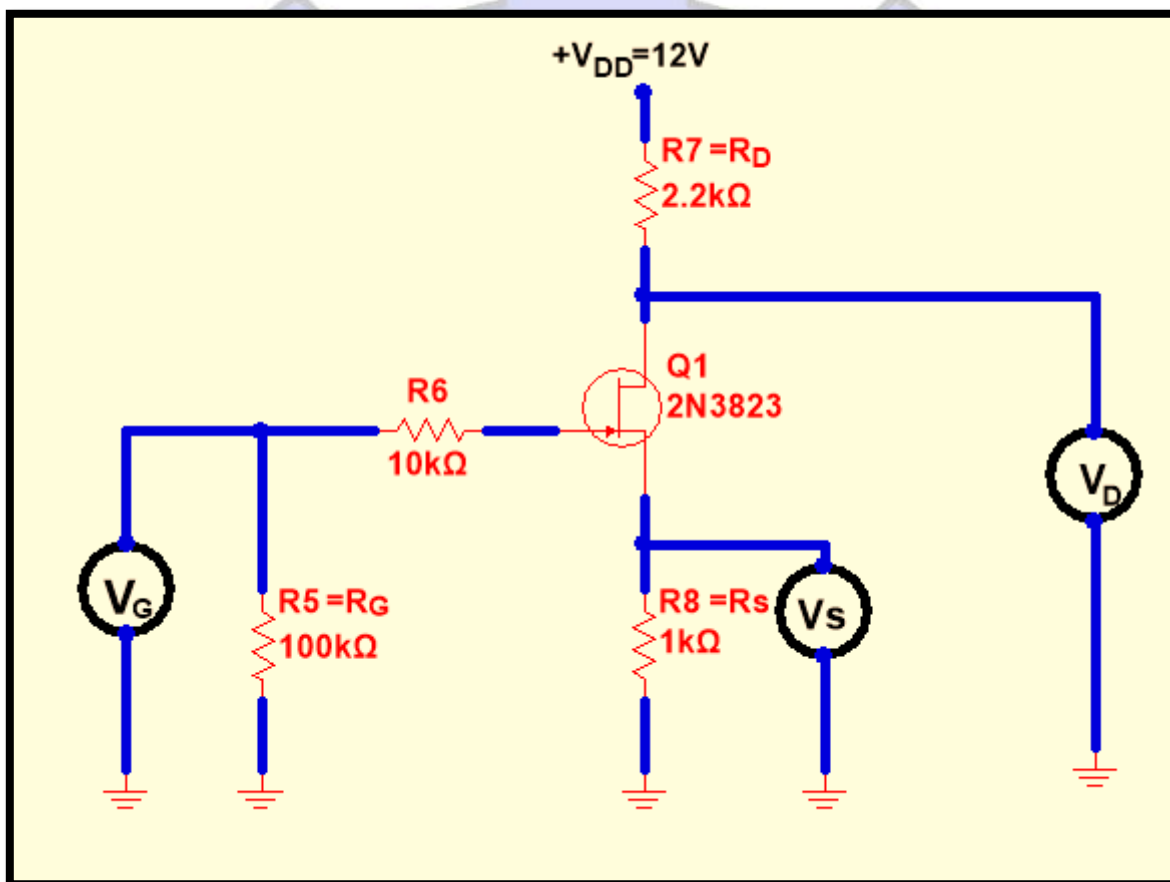 +VDD=12V
R7 =RD
2.2kΩ
Q1
2N3823
R6
10kΩ
VD
VG
R5 =RG
100kΩ
R8 =Rs
1kΩ
Vs